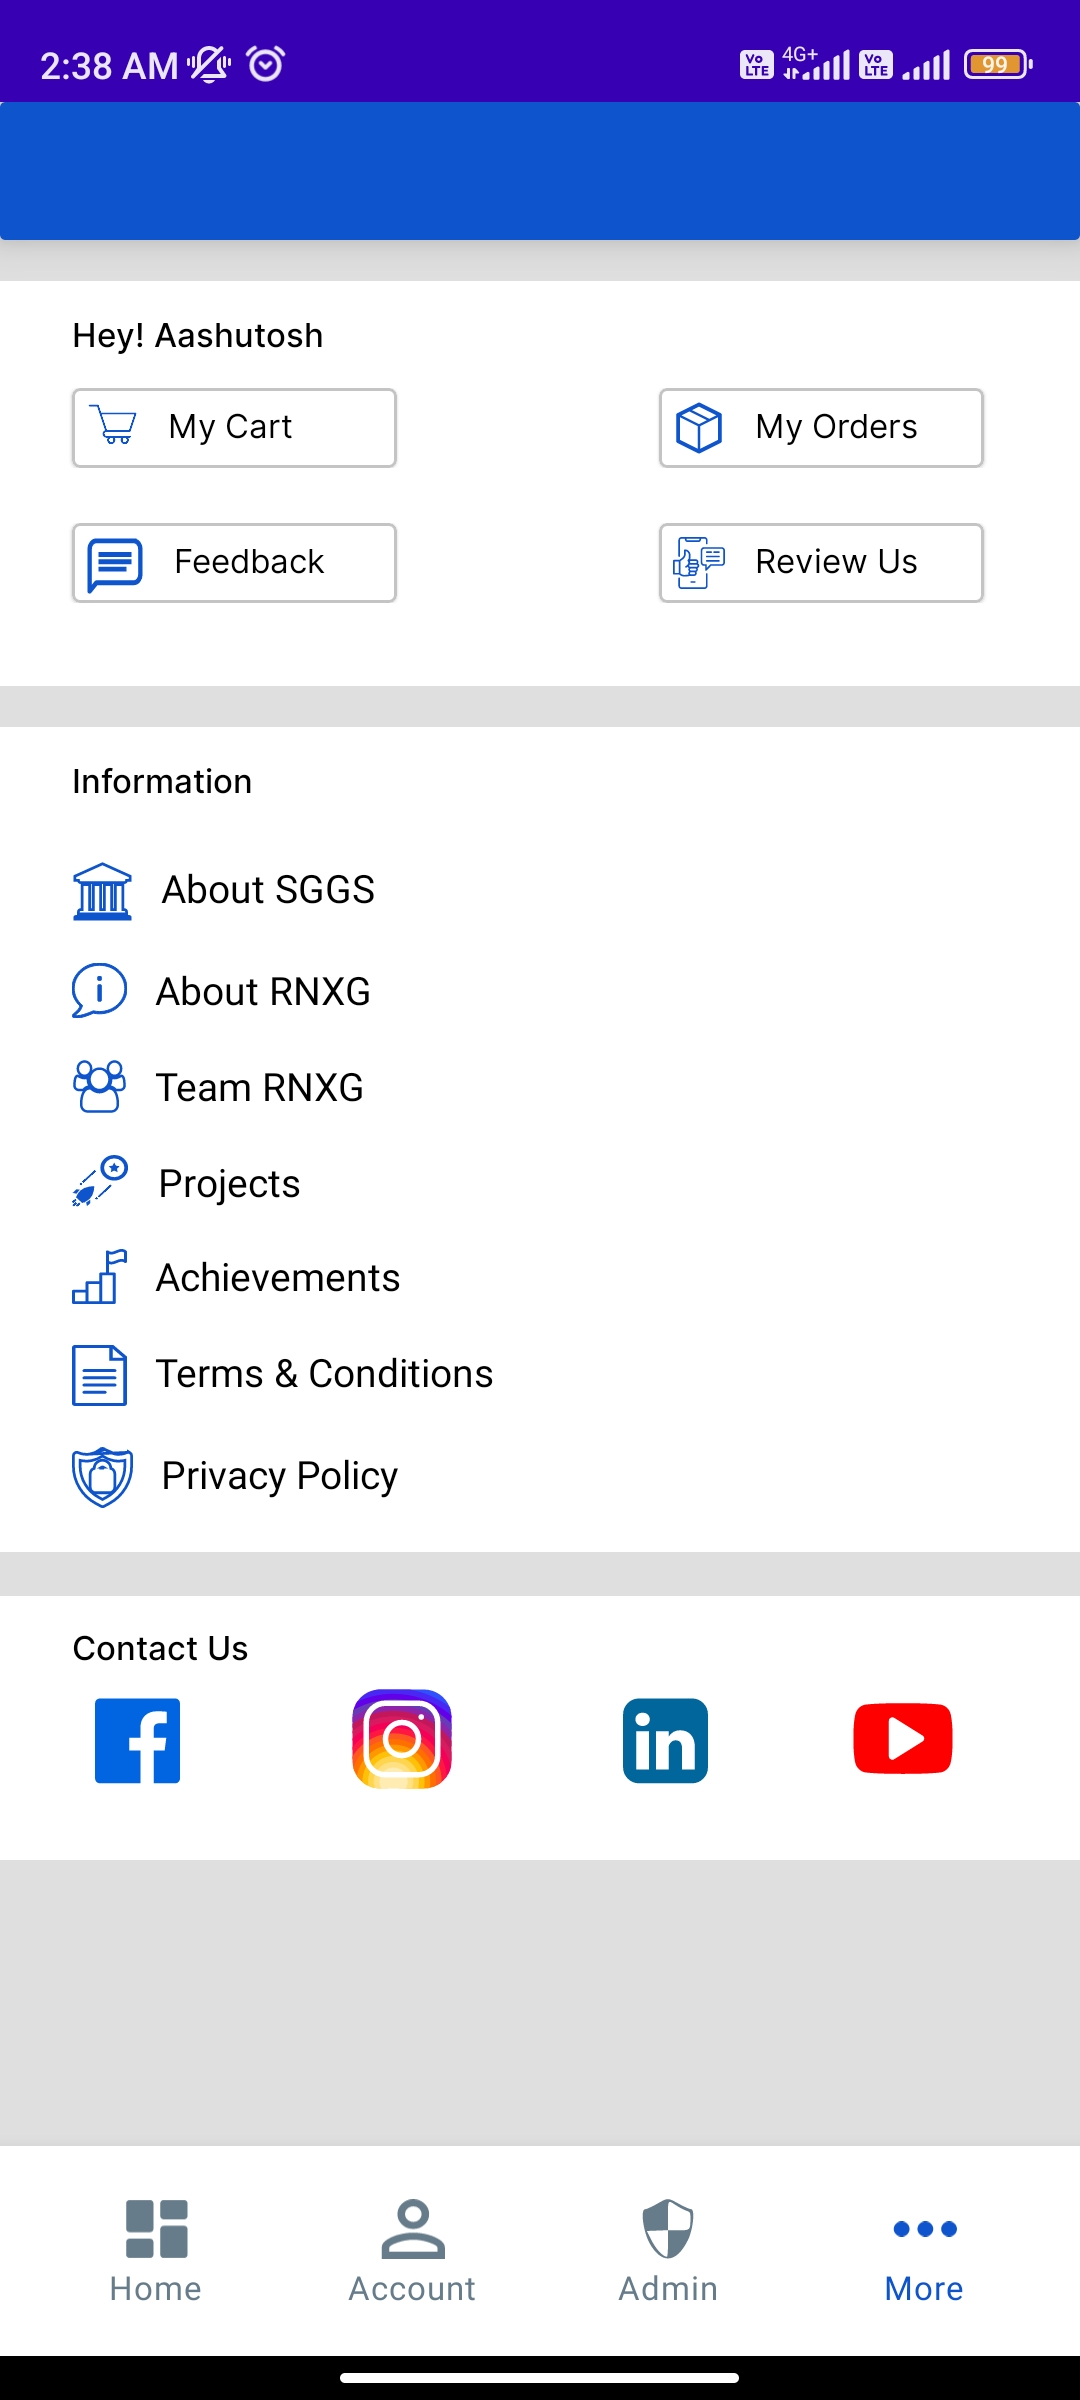 2:38 AM Vo LTE 4G+ Vo LTE 99
Hey! Aashutosh
My Cart My Orders
Feedback Review Us
Information
About SGGS
About RNXG
Team RNXG
Projects
Achievements
Terms & Conditions
Privacy Policy
Contact Us
Home Account Admin More